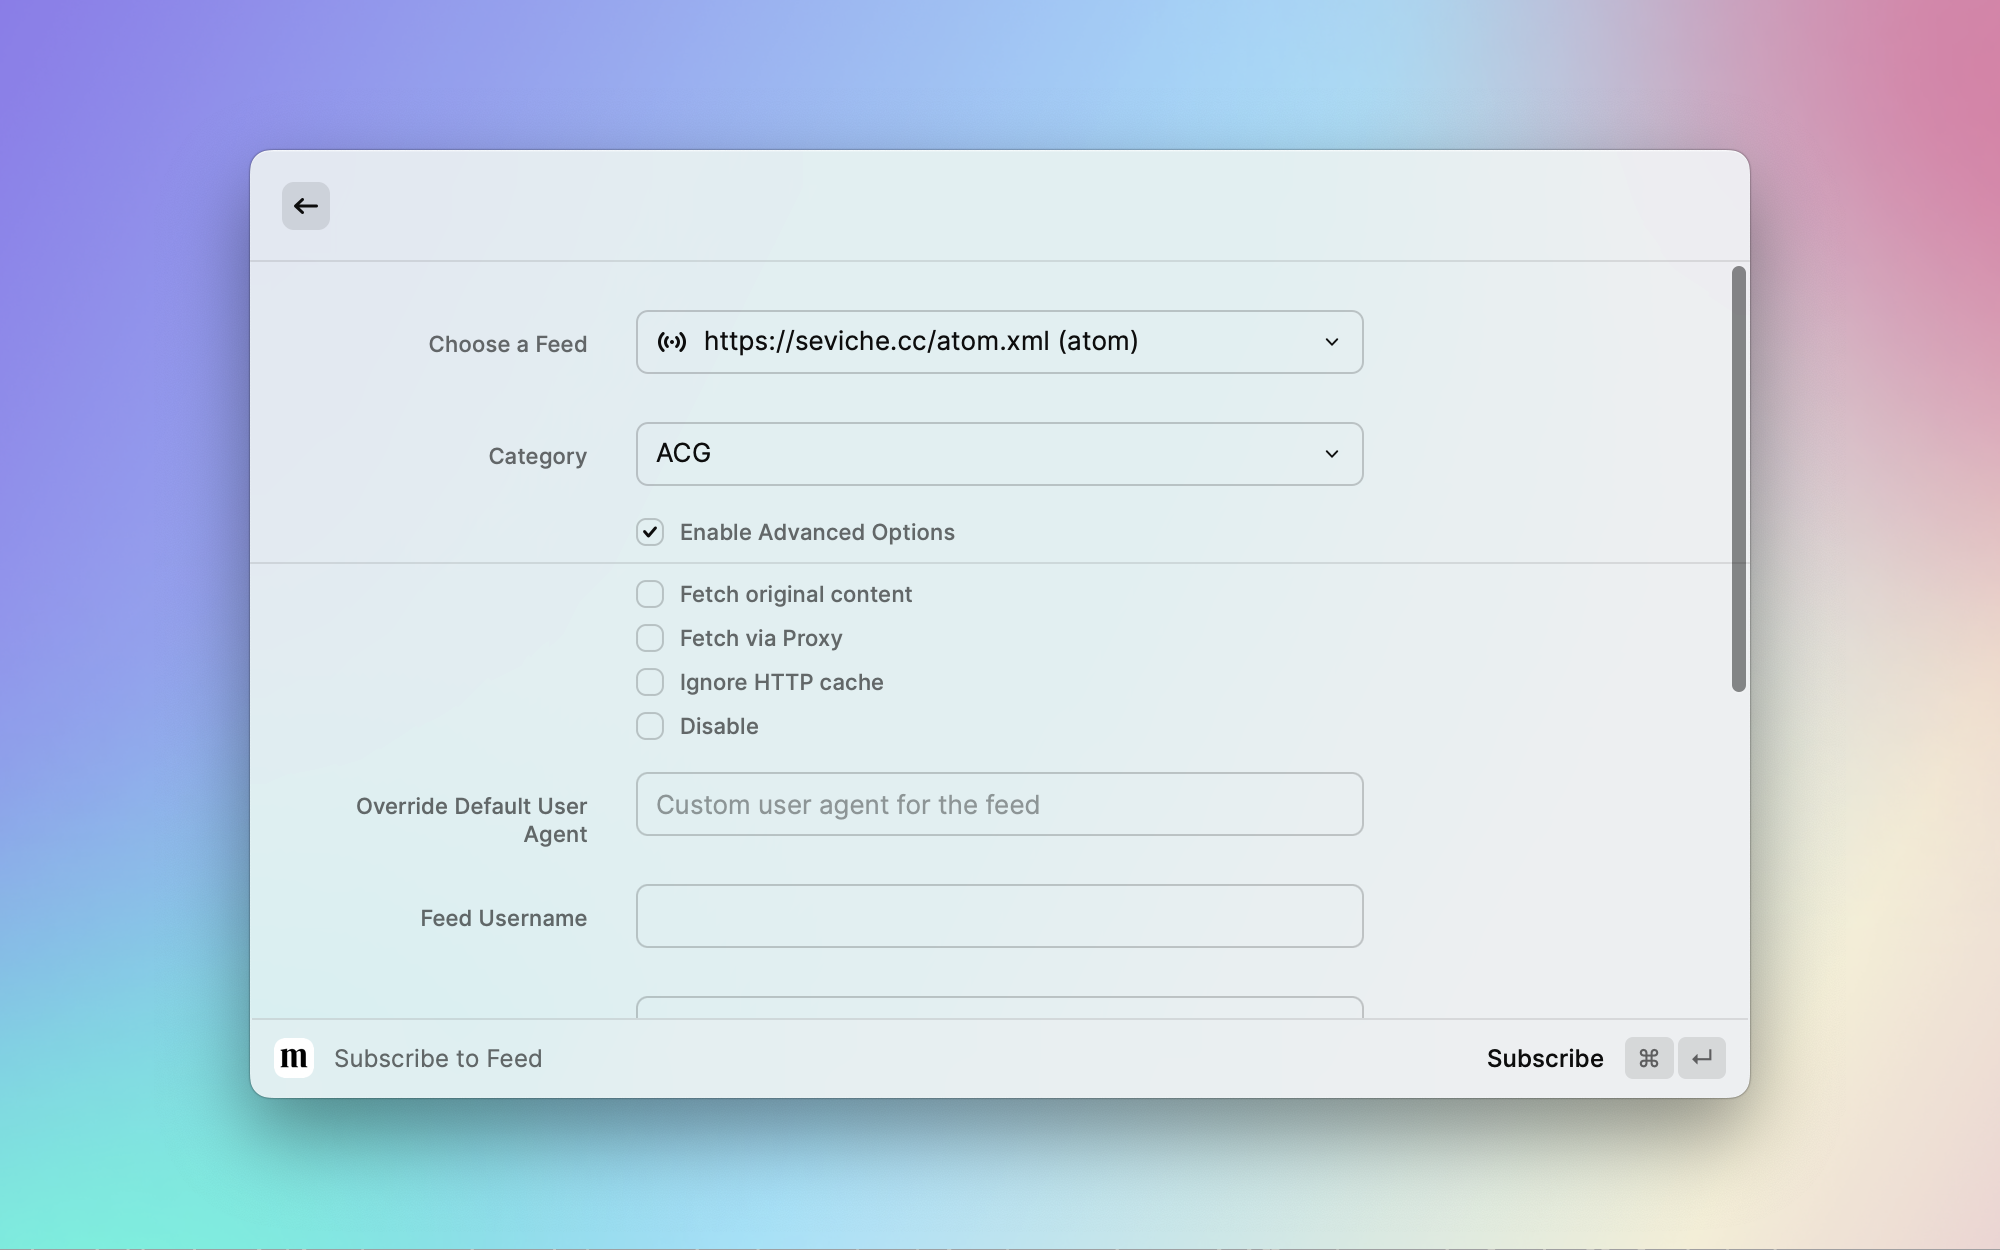 Choose a Feed
https://seviche.cc/atom.xml (atom)
Category
ACG
Enable Advanced Options
Fetch original content
Fetch via Proxy
Ignore HTTP cache
Disable
Override Default User
Agent
Custom user agent for the feed
Feed Username
m Subscribe to Feed
Subscribe ⌘ ↵